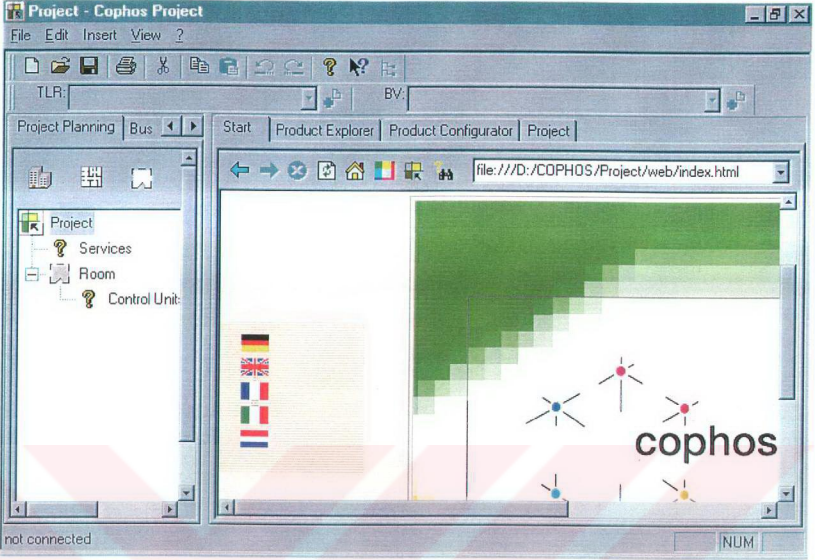 Project - Cophos Project
File Edit Insert View ?
TLR: BV:
Project Planning Bus Start Product Explorer Product Configurator Project
file:///D:/COPHOS/Project/web/index.html
Project
Services
Room
Control Unit
cophos
not connected NUM